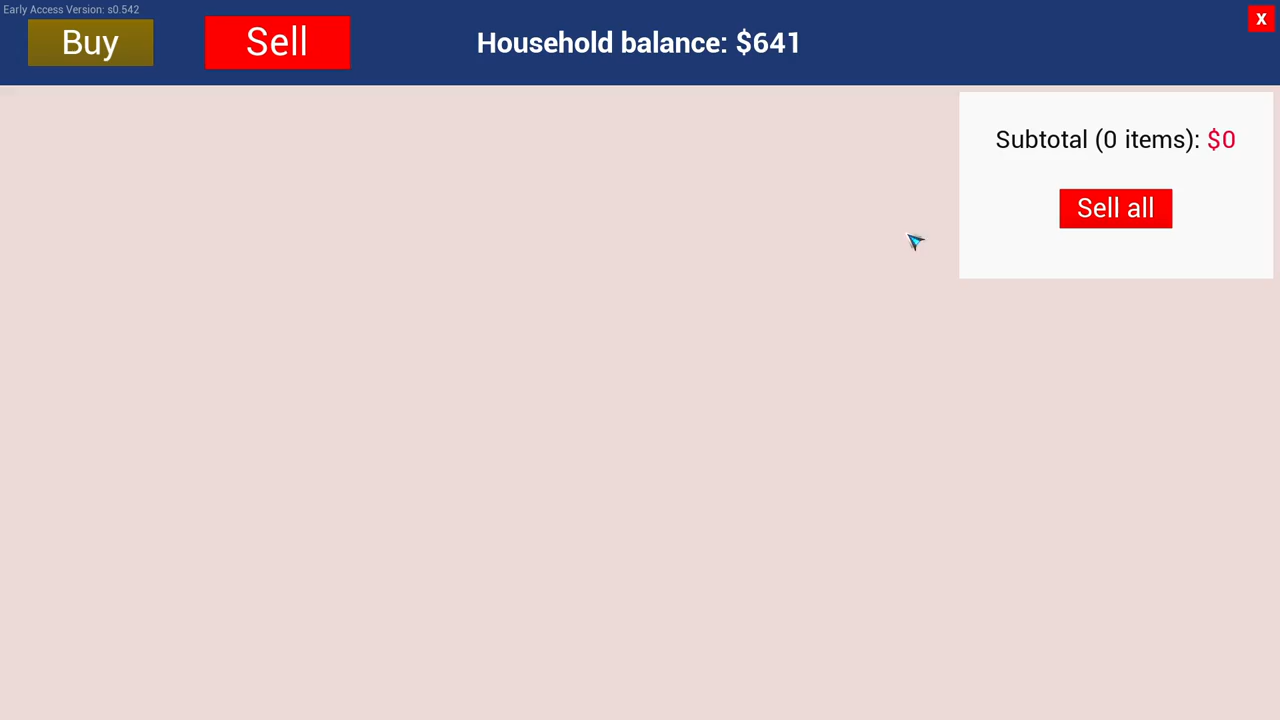 Early Access Version: s0.542
Buy
Sell
Household balance: $641
X
Subtotal (0 items): $0
Sell all